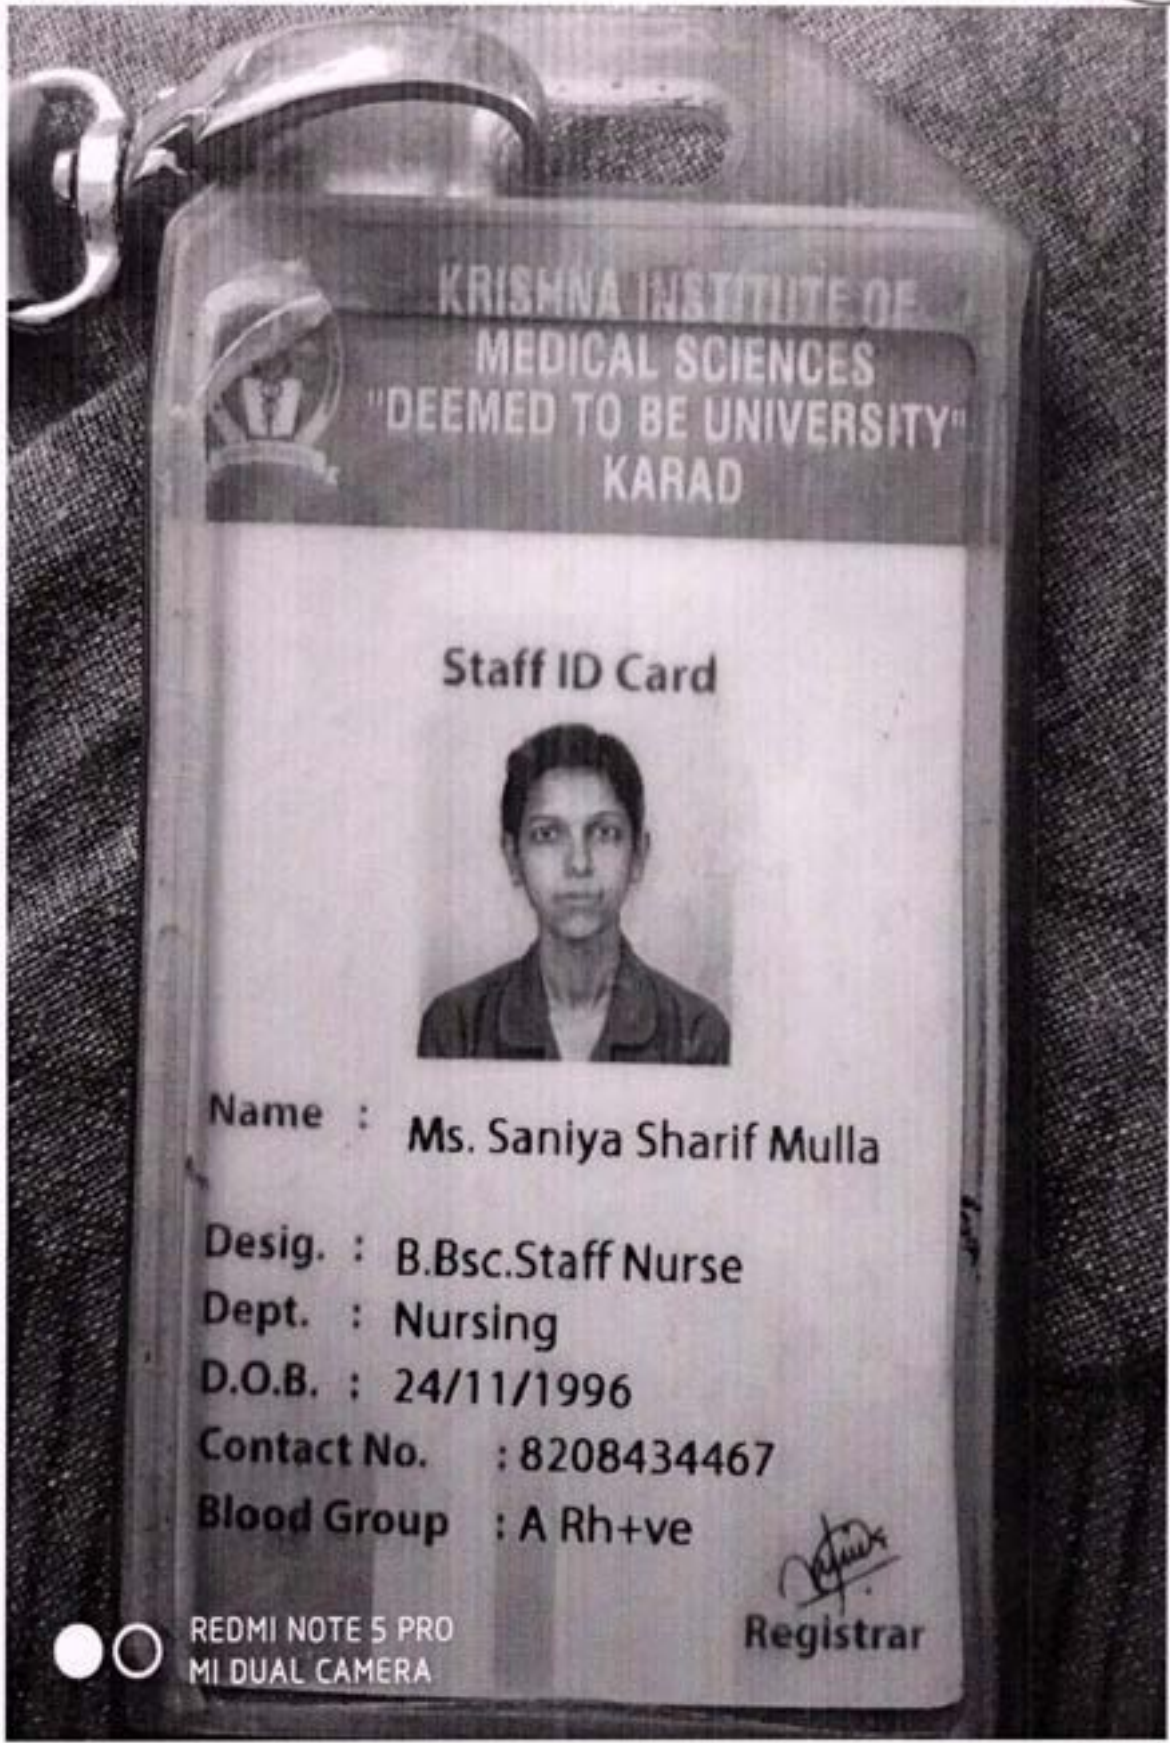 KRISHNA INSTITUTE OF
MEDICAL SCIENCES
"DEEMED TO BE UNIVERSITY"
KARAD
Staff ID Card
Name : Ms. Saniya Sharif Mulla
Desig. : B.Bsc.Staff Nurse
Dept. : Nursing
D.O.B. : 24/11/1996
Contact No. : 8208434467
Blood Group : A Rh+ve
Registrar
REDMI NOTE 5 PRO
MI DUAL CAMERA